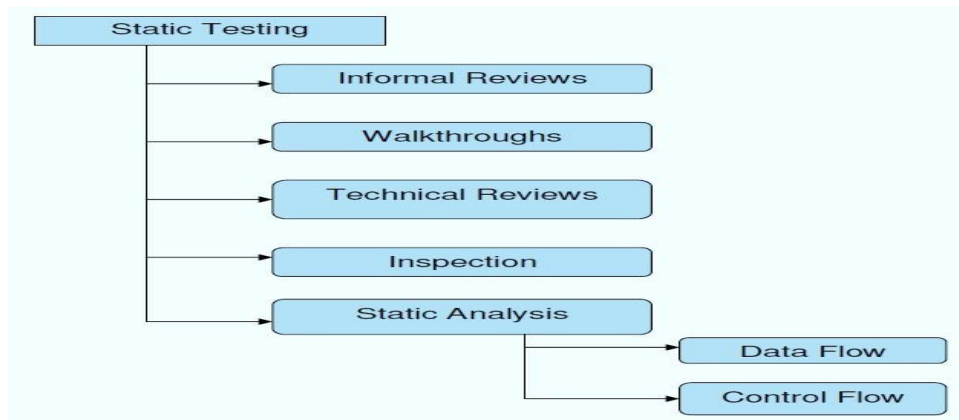 Static Testing
Informal Reviews
Walkthroughs
Technical Reviews
Inspection
Static Analysis
Data Flow
Control Flow